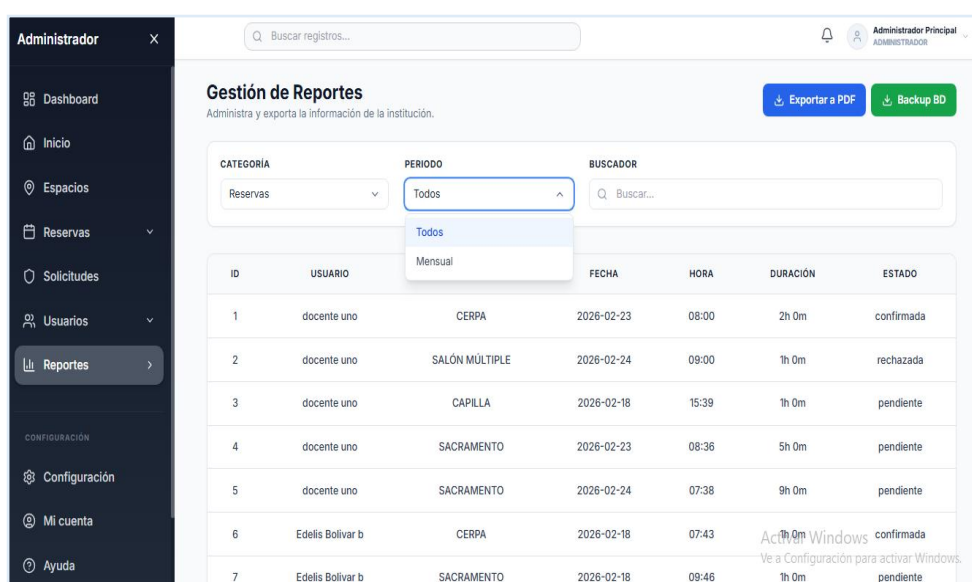 Administrador X
Buscar registros...
Administrador Principal
ADMINISTRADOR
Dashboard
Inicio
Espacios
Reservas
Solicitudes
Usuarios
Reportes
CONFIGURACIÓN
Configuración
Mi cuenta
Ayuda
Gestión de Reportes
Administra y exporta la información de la institución.
Exportar a PDF
Backup BD
CATEGORÍA PERIODO BUSCADOR
Reservas Todos Buscar...
Todos
Mensual
ID USUARIO FECHA HORA DURACIÓN ESTADO
1 docente uno CERPA 2026-02-23 08:00 2h 0m confirmada
2 docente uno SALÓN MÚLTIPLE 2026-02-24 09:00 1h 0m rechazada
3 docente uno CAPILLA 2026-02-18 15:39 1h 0m pendiente
4 docente uno SACRAMENTO 2026-02-23 08:36 5h 0m pendiente
5 docente uno SACRAMENTO 2026-02-24 07:38 9h 0m pendiente
6 Edelis Bolivar b CERPA 2026-02-18 07:43 1h 0m confirmada
7 Edelis Bolivar b SACRAMENTO 2026-02-18 09:46 1h 0m pendiente
Activar Windows
Ve a Configuración para activar Windows.